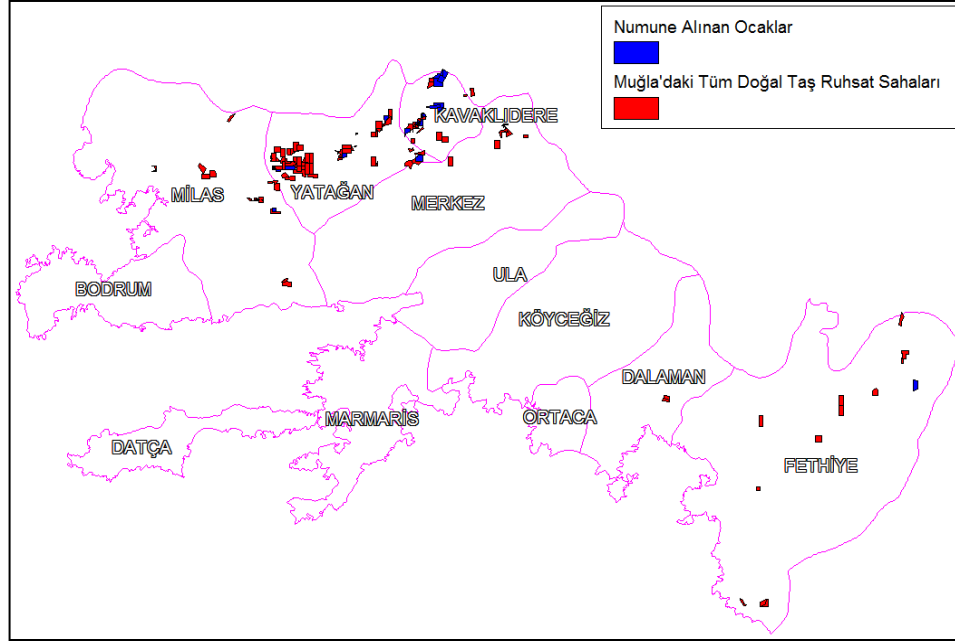 Numune Alınan Ocaklar
Muğla'daki Tüm Doğal Taş Ruhsat Sahaları
KAVAKLIDERE
MİLAS
YATAĞAN
MERKEZ
ULA
BODRUM
KÖYCEĞİZ
DALAMAN
MARMARİS
ORTACA
DATÇA
FETHİYE